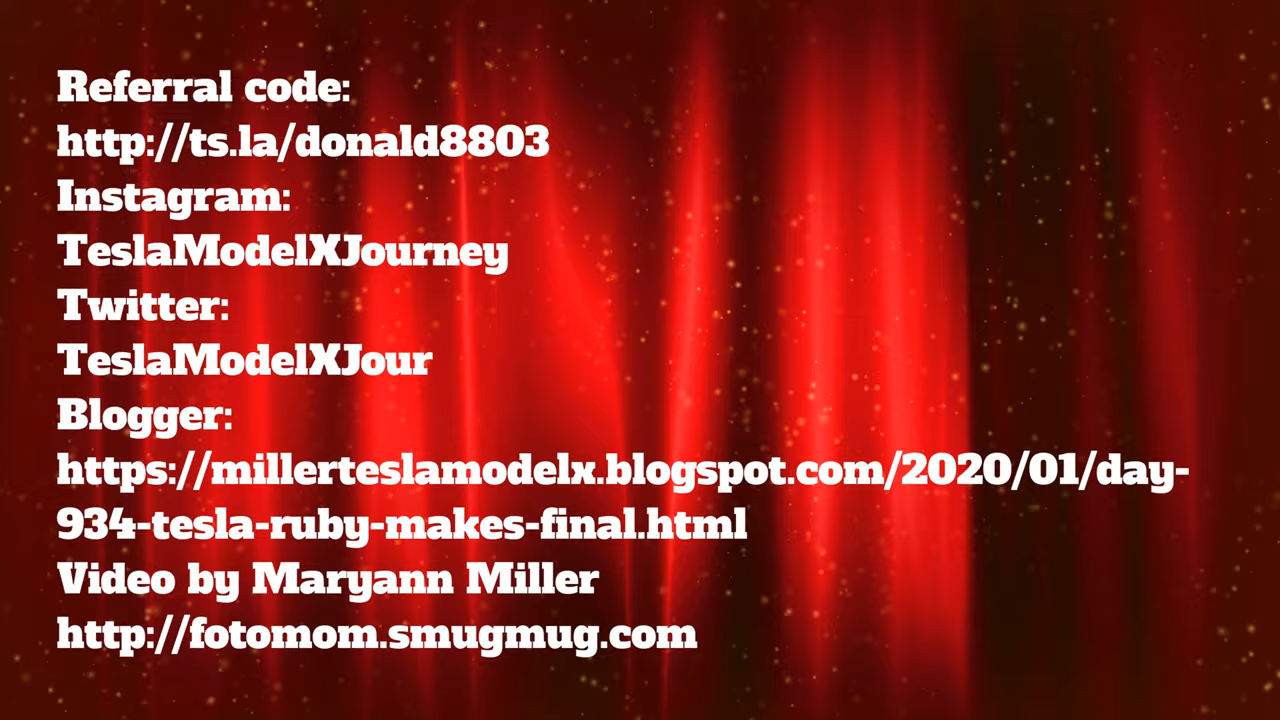 Referral code:
http://ts.la/donald8803
Instagram:
TeslaModelXJourney
Twitter:
TeslaModelXJour
Blogger:
https://millerteslamodelx.blogspot.com/2020/01/day-
934-tesla-ruby-makes-final.html
Video by Maryann Miller
http://fotomom.smugmug.com